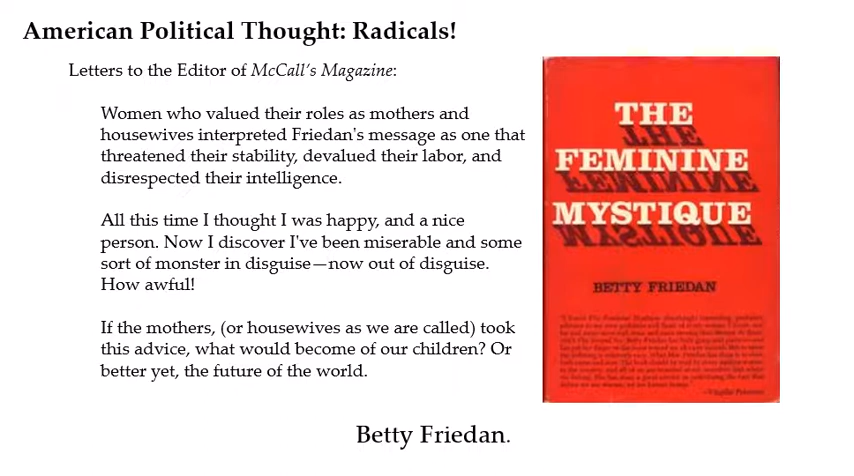 American Political Thought: Radicals!
Letters to the Editor of McCall's Magazine:
Women who valued their roles as mothers and
housewives interpreted Friedan's message as one that
threatened their stability, devalued their labor, and
disrespected their intelligence.
All this time I thought I was happy, and a nice
person. Now I discover I've been miserable and some
sort of monster in disguise—now out of disguise.
How awful!
If the mothers, (or housewives as we are called) took
this advice, what would become of our children? Or
better yet, the future of the world.
THE
FEMININE
MYSTIQUE
BETTY FRIEDAN
Betty Friedan.